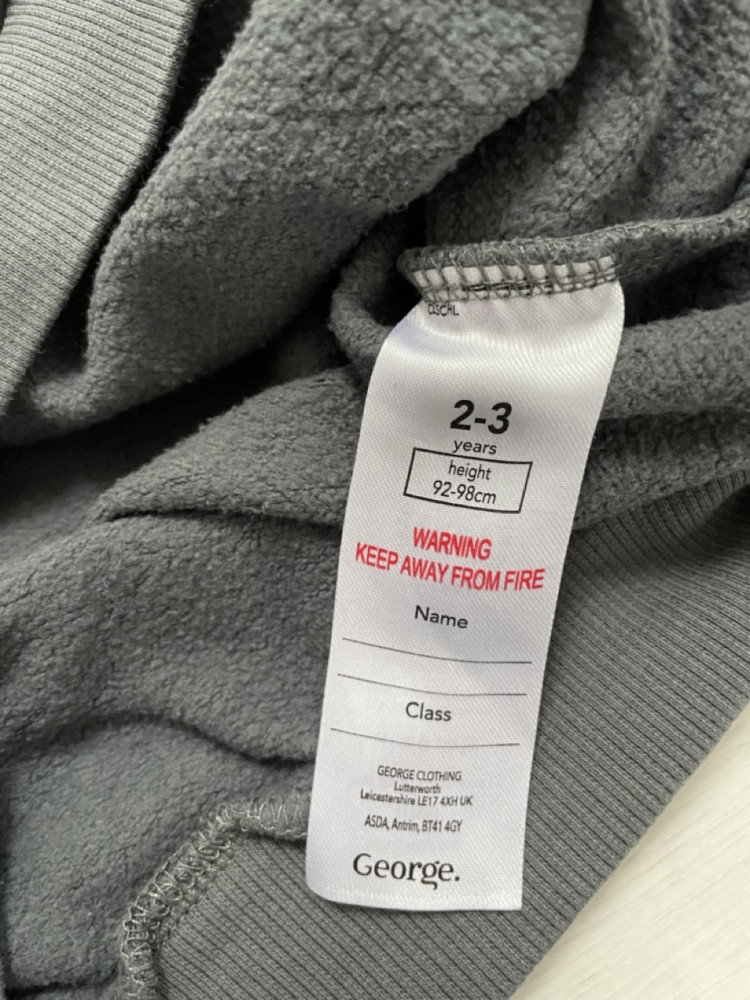 2-3
years
height
92-98cm
WARNING
KEEP AWAY FROM FIRE
Name
Class
GEORGE CLOTHING
Lutterworth
Leicestershire LE17 4XH UK
ASDA, Antrim, BT41 4GY
George.